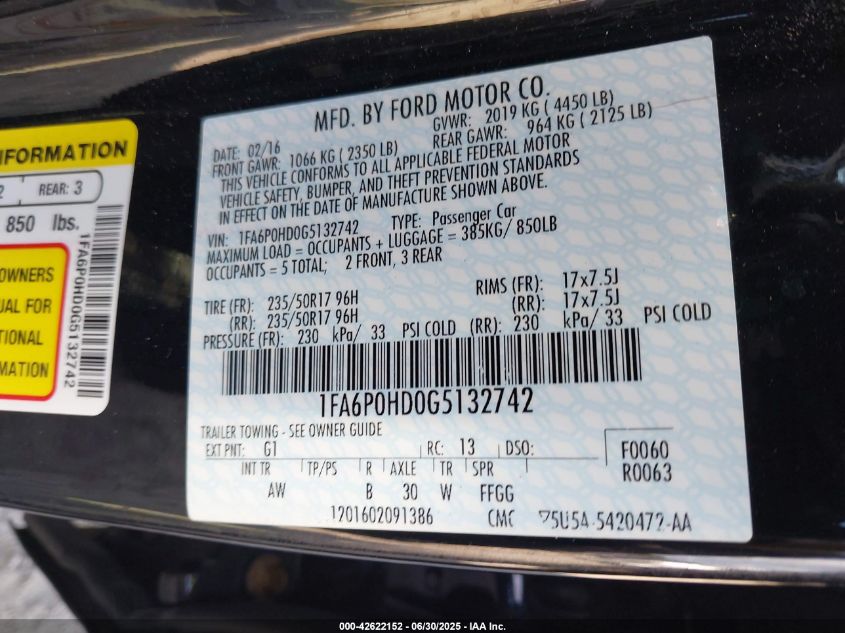 INFORMATION
2 REAR: 3
850 lbs.
OWNERS
UAL FOR
TIONAL
RMATION
1FA6P0HD0G5132742
MFD. BY FORD MOTOR CO.
DATE: 02/16 GVWR: 2019 KG ( 4450 LB)
FRONT GAWR: 1066 KG ( 2350 LB) REAR GAWR: 964 KG ( 2125 LB)
THIS VEHICLE CONFORMS TO ALL APPLICABLE FEDERAL MOTOR
VEHICLE SAFETY, BUMPER, AND THEFT PREVENTION STANDARDS
IN EFFECT ON THE DATE OF MANUFACTURE SHOWN ABOVE.
VIN: 1FA6P0HD0G5132742 TYPE: Passenger Car
MAXIMUM LOAD = OCCUPANTS + LUGGAGE = 385KG/ 850LB
OCCUPANTS = 5 TOTAL; 2 FRONT, 3 REAR
TIRE (FR): 235/50R17 96H RIMS (FR): 17x7.5J
(RR): 235/50R17 96H (RR): 17x7.5J
PRESSURE (FR): 230 kPa/ 33 PSI COLD (RR): 230 kPa/ 33 PSI COLD
1FA6P0HD0G5132742
TRAILER TOWING - SEE OWNER GUIDE
EXT PNT: G1 RC: 13 DSO: F0060
R0063
INT TR TP/PS R AXLE TR SPR
AW B 30 W FFGG
1201602091386 CMC 5U5A 5420472-AA
000-42622152 - 06/30/2025 - IAA Inc.